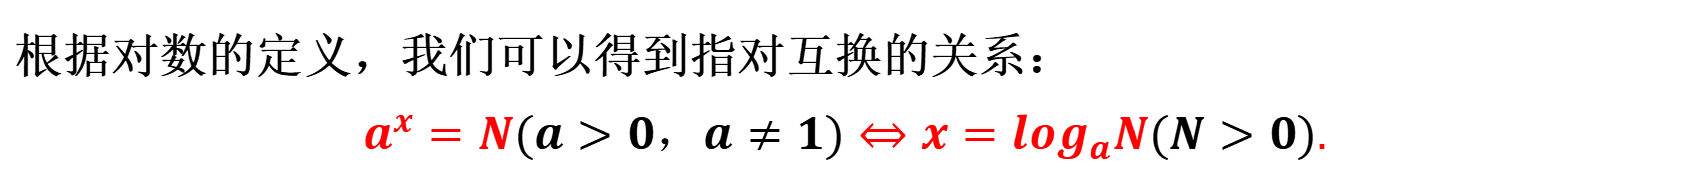 根据对数的定义，我们可以得到指对互换的关系：
aˣ = N(a > 0，a ≠ 1) ⇔ x = logₐN(N > 0).